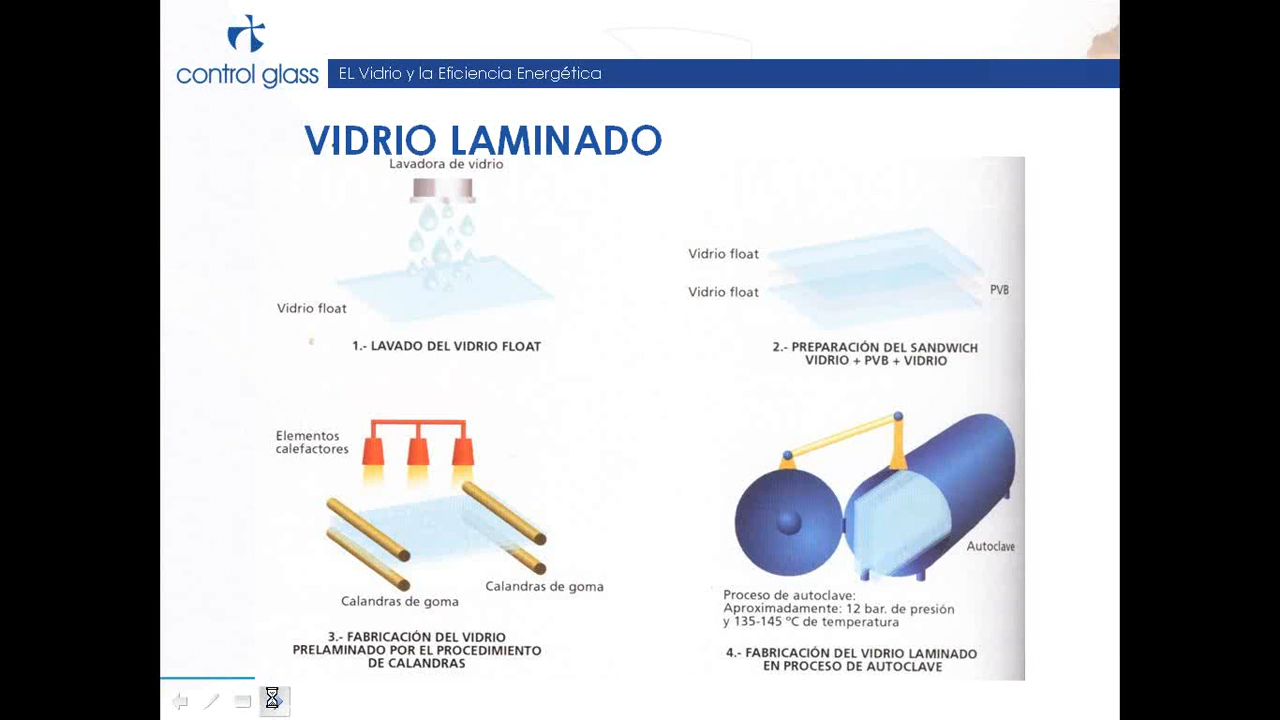 control glass
EL Vidrio y la Eficiencia Energética
VIDRIO LAMINADO
Lavadora de vidrio
Vidrio float
1.- LAVADO DEL VIDRIO FLOAT
Vidrio float
Vidrio float
PVB
2.- PREPARACIÓN DEL SANDWICH
VIDRIO + PVB + VIDRIO
Elementos
calefactores
Calandras de goma
Calandras de goma
3.- FABRICACIÓN DEL VIDRIO
PRELAMINADO POR EL PROCEDIMIENTO
DE CALANDRAS
Autoclave
Proceso de autoclave:
Aproximadamente: 12 bar. de presión
y 135-145 ºC de temperatura
4.- FABRICACIÓN DEL VIDRIO LAMINADO
EN PROCESO DE AUTOCLAVE